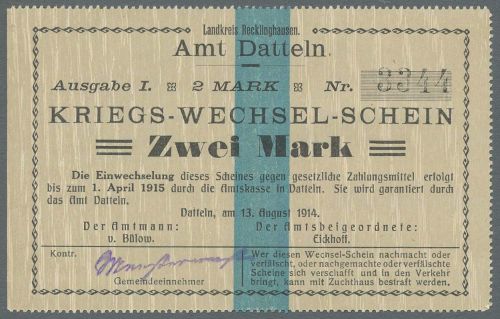 Landkreis Recklinghausen.
Amt Datteln.
Ausgabe I. 2 MARK Nr. 3344
KRIEGS-WECHSEL-SCHEIN
Zwei Mark
Die Einwechselung dieses Scheines gegen gesetzliche Zahlungsmittel erfolgt
bis zum 1. April 1915 durch die Amtskasse in Datteln. Sie wird garantiert durch
das Amt Datteln.
Datteln, am 13. August 1914.
Der Amtmann: Der Amtsbeigeordnete:
v. Bülow. Eickhoff.
Kontr.
Gemeindeeinnehmer
Wer diesen Wechsel-Schein nachmacht oder
verfälscht, oder nachgemachte oder verfälschte
Scheine sich verschafft und in den Verkehr
bringt, kann mit Zuchthaus bestraft werden.